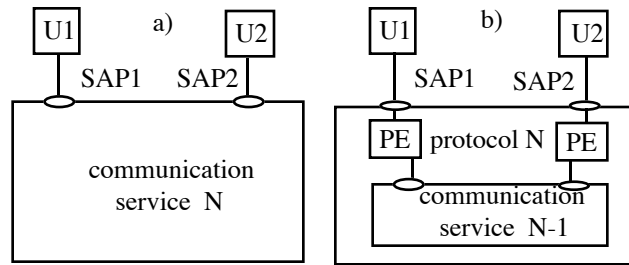 U1 a) U2
SAP1 SAP2
communication
service N
U1 b) U2
SAP1 SAP2
PE protocol N PE
communication
service N-1